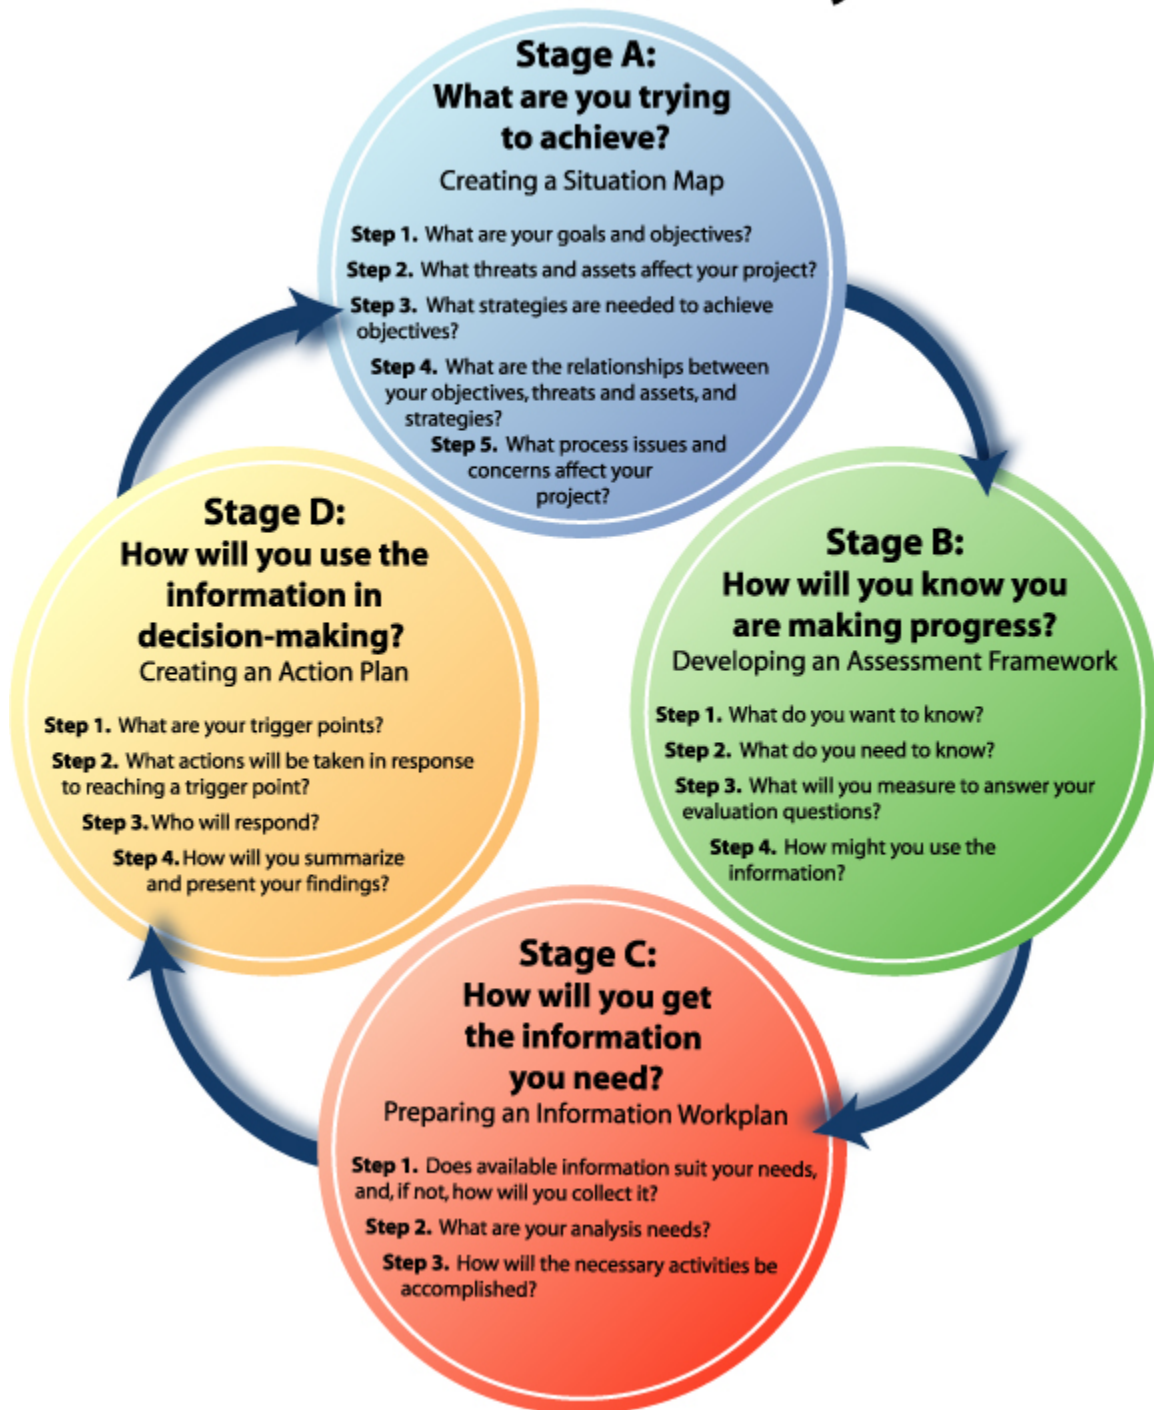 Stage A:
What are you trying
to achieve?
Creating a Situation Map
Step 1. What are your goals and objectives?
Step 2. What threats and assets affect your project?
Step 3. What strategies are needed to achieve
objectives?
Step 4. What are the relationships between
your objectives, threats and assets, and
strategies?
Step 5. What process issues and
concerns affect your
project?
Stage B:
How will you know you
are making progress?
Developing an Assessment Framework
Step 1. What do you want to know?
Step 2. What do you need to know?
Step 3. What will you measure to answer your
evaluation questions?
Step 4. How might you use the
information?
Stage C:
How will you get
the information
you need?
Preparing an Information Workplan
Step 1. Does available information suit your needs,
and, if not, how will you collect it?
Step 2. What are your analysis needs?
Step 3. How will the necessary activities be
accomplished?
Stage D:
How will you use the
information in
decision-making?
Creating an Action Plan
Step 1. What are your trigger points?
Step 2. What actions will be taken in response
to reaching a trigger point?
Step 3. Who will respond?
Step 4. How will you summarize
and present your findings?